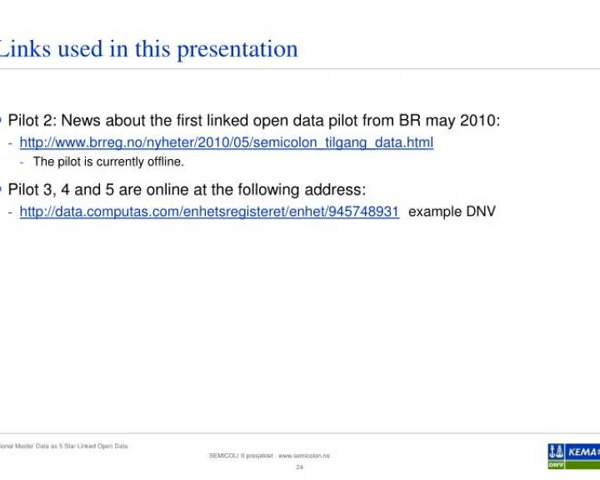 Links used in this presentation
Pilot 2: News about the first linked open data pilot from BR may 2010:
- http://www.brreg.no/nyheter/2010/05/semicolon_tilgang_data.html
- The pilot is currently offline.
Pilot 3, 4 and 5 are online at the following address:
- http://data.computas.com/enhetsregisteret/enhet/945748931 example DNV
Master Data as 5 Star Linked Open Data
SEMICOLON II prosjektet : www.semicolon.no
24
KEMA
DNV